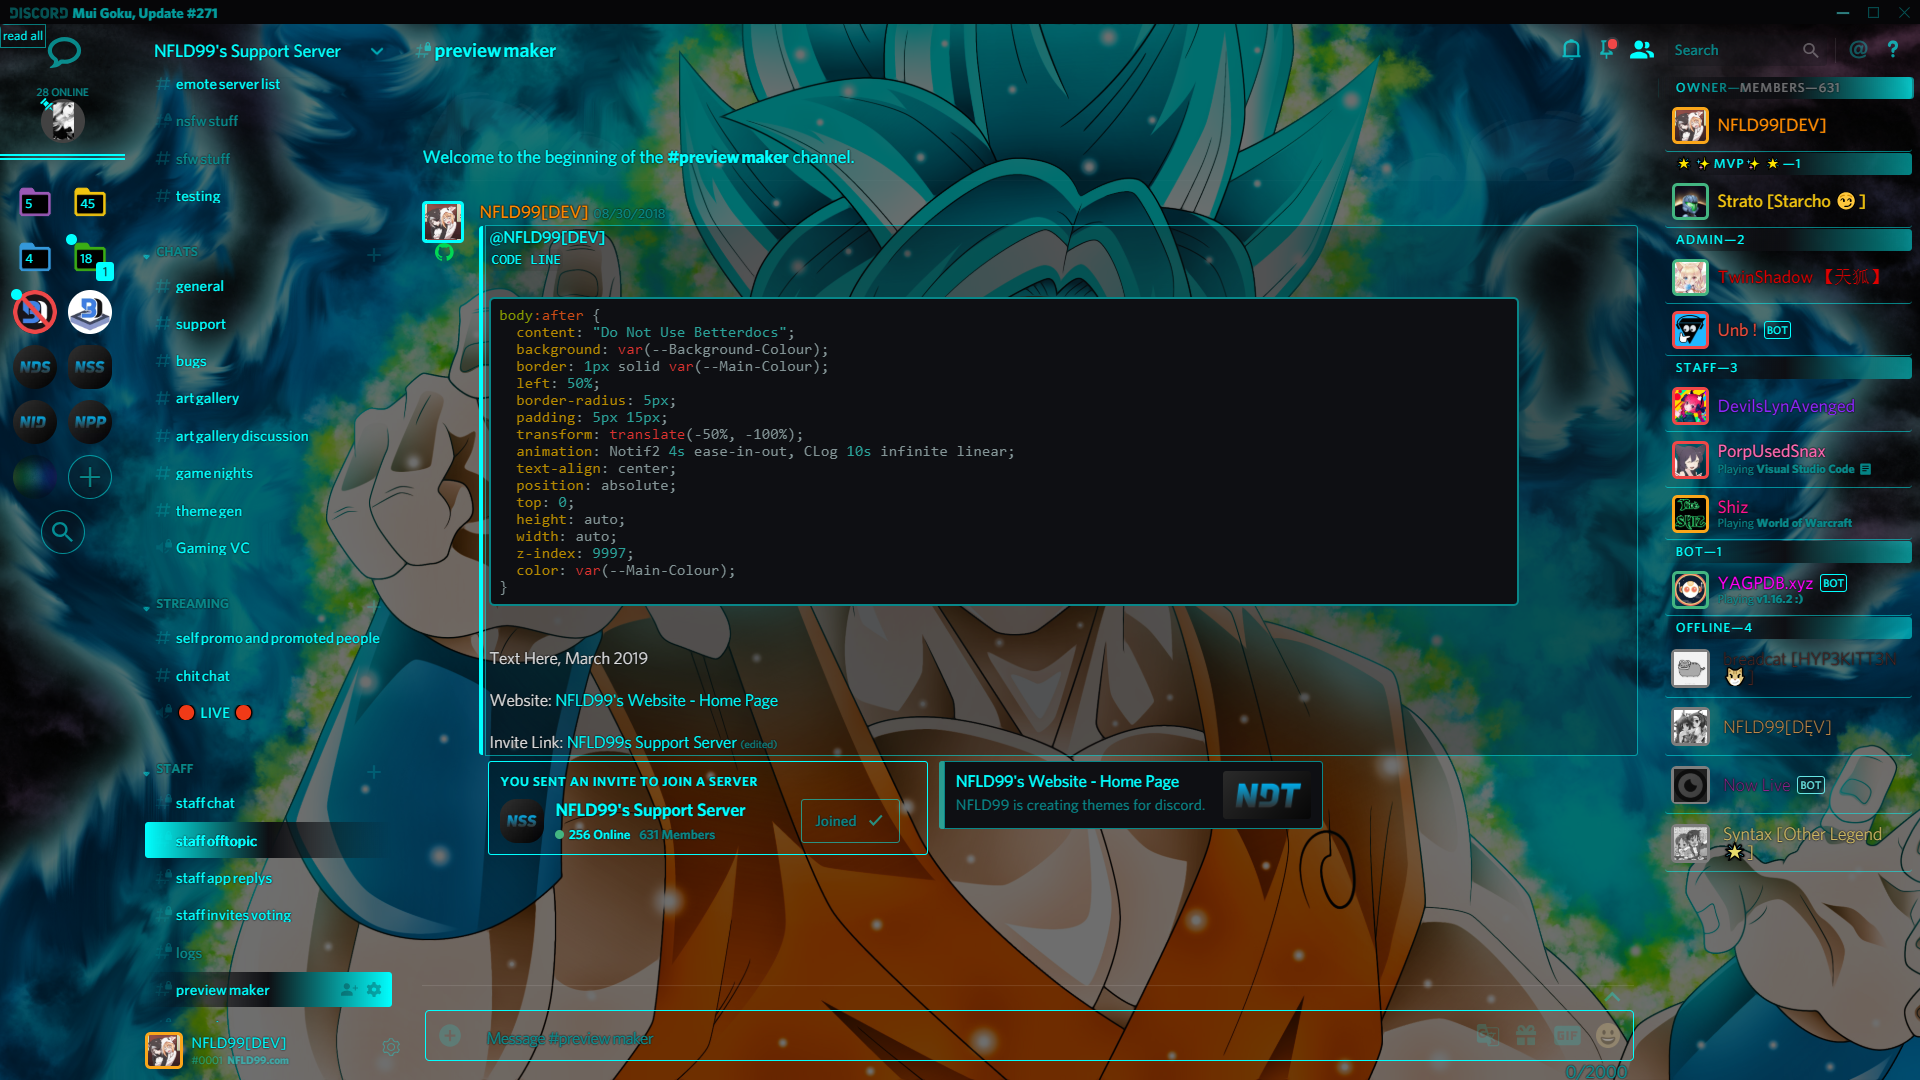 DISCORD Mui Goku, Update #271
read all
28 ONLINE
5
45
4
18
1
NDS
NSS
NID
NPP
NFLD99's Support Server
emote server list
nsfw stuff
sfw stuff
testing
CHATS
general
support
bugs
art gallery
art gallery discussion
game nights
theme gen
Gaming VC
STREAMING
self promo and promoted people
chit chat
🔴 LIVE 🔴
STAFF
staff chat
staff offtopic
staff app replys
staff invites voting
logs
preview maker
NFLD99[DEV]
#0001 NFLD99.com
# preview maker
Welcome to the beginning of the #preview maker channel.
NFLD99[DEV] 08/30/2018
@NFLD99[DEV]
CODE LINE
body:after {
content: "Do Not Use Betterdocs";
background: var(--Background-Colour);
border: 1px solid var(--Main-Colour);
left: 50%;
border-radius: 5px;
padding: 5px 15px;
transform: translate(-50%, -100%);
animation: Notif2 4s ease-in-out, CLog 10s infinite linear;
text-align: center;
position: absolute;
top: 0;
height: auto;
width: auto;
z-index: 9997;
color: var(--Main-Colour);
}
Text Here, March 2019
Website: NFLD99's Website - Home Page
Invite Link: NFLD99s Support Server (edited)
YOU SENT AN INVITE TO JOIN A SERVER
NSS
NFLD99's Support Server
256 Online 631 Members
Joined
NFLD99's Website - Home Page
NFLD99 is creating themes for discord.
NDT
Message #preview maker
GIF
0/2000
Search
@ ?
OWNER—MEMBERS—631
NFLD99[DEV]
⭐ ✨ MVP ✨ ⭐ —1
Strato [Starcho 😏 ]
ADMIN—2
TwinShadow 【天狐】
Unb ! BOT
STAFF—3
DevilsLynAvenged
PorpUsedSnax
Playing Visual Studio Code
The SHIZ
Shiz
Playing World of Warcraft
BOT—1
YAGPDB.xyz BOT
Playing v1.16.2 :)
OFFLINE—4
[HYP3KITT3N
🐱 ]
NFLD99[DEV]
Now Live BOT
Syntax [Other Legend
🌟 ]